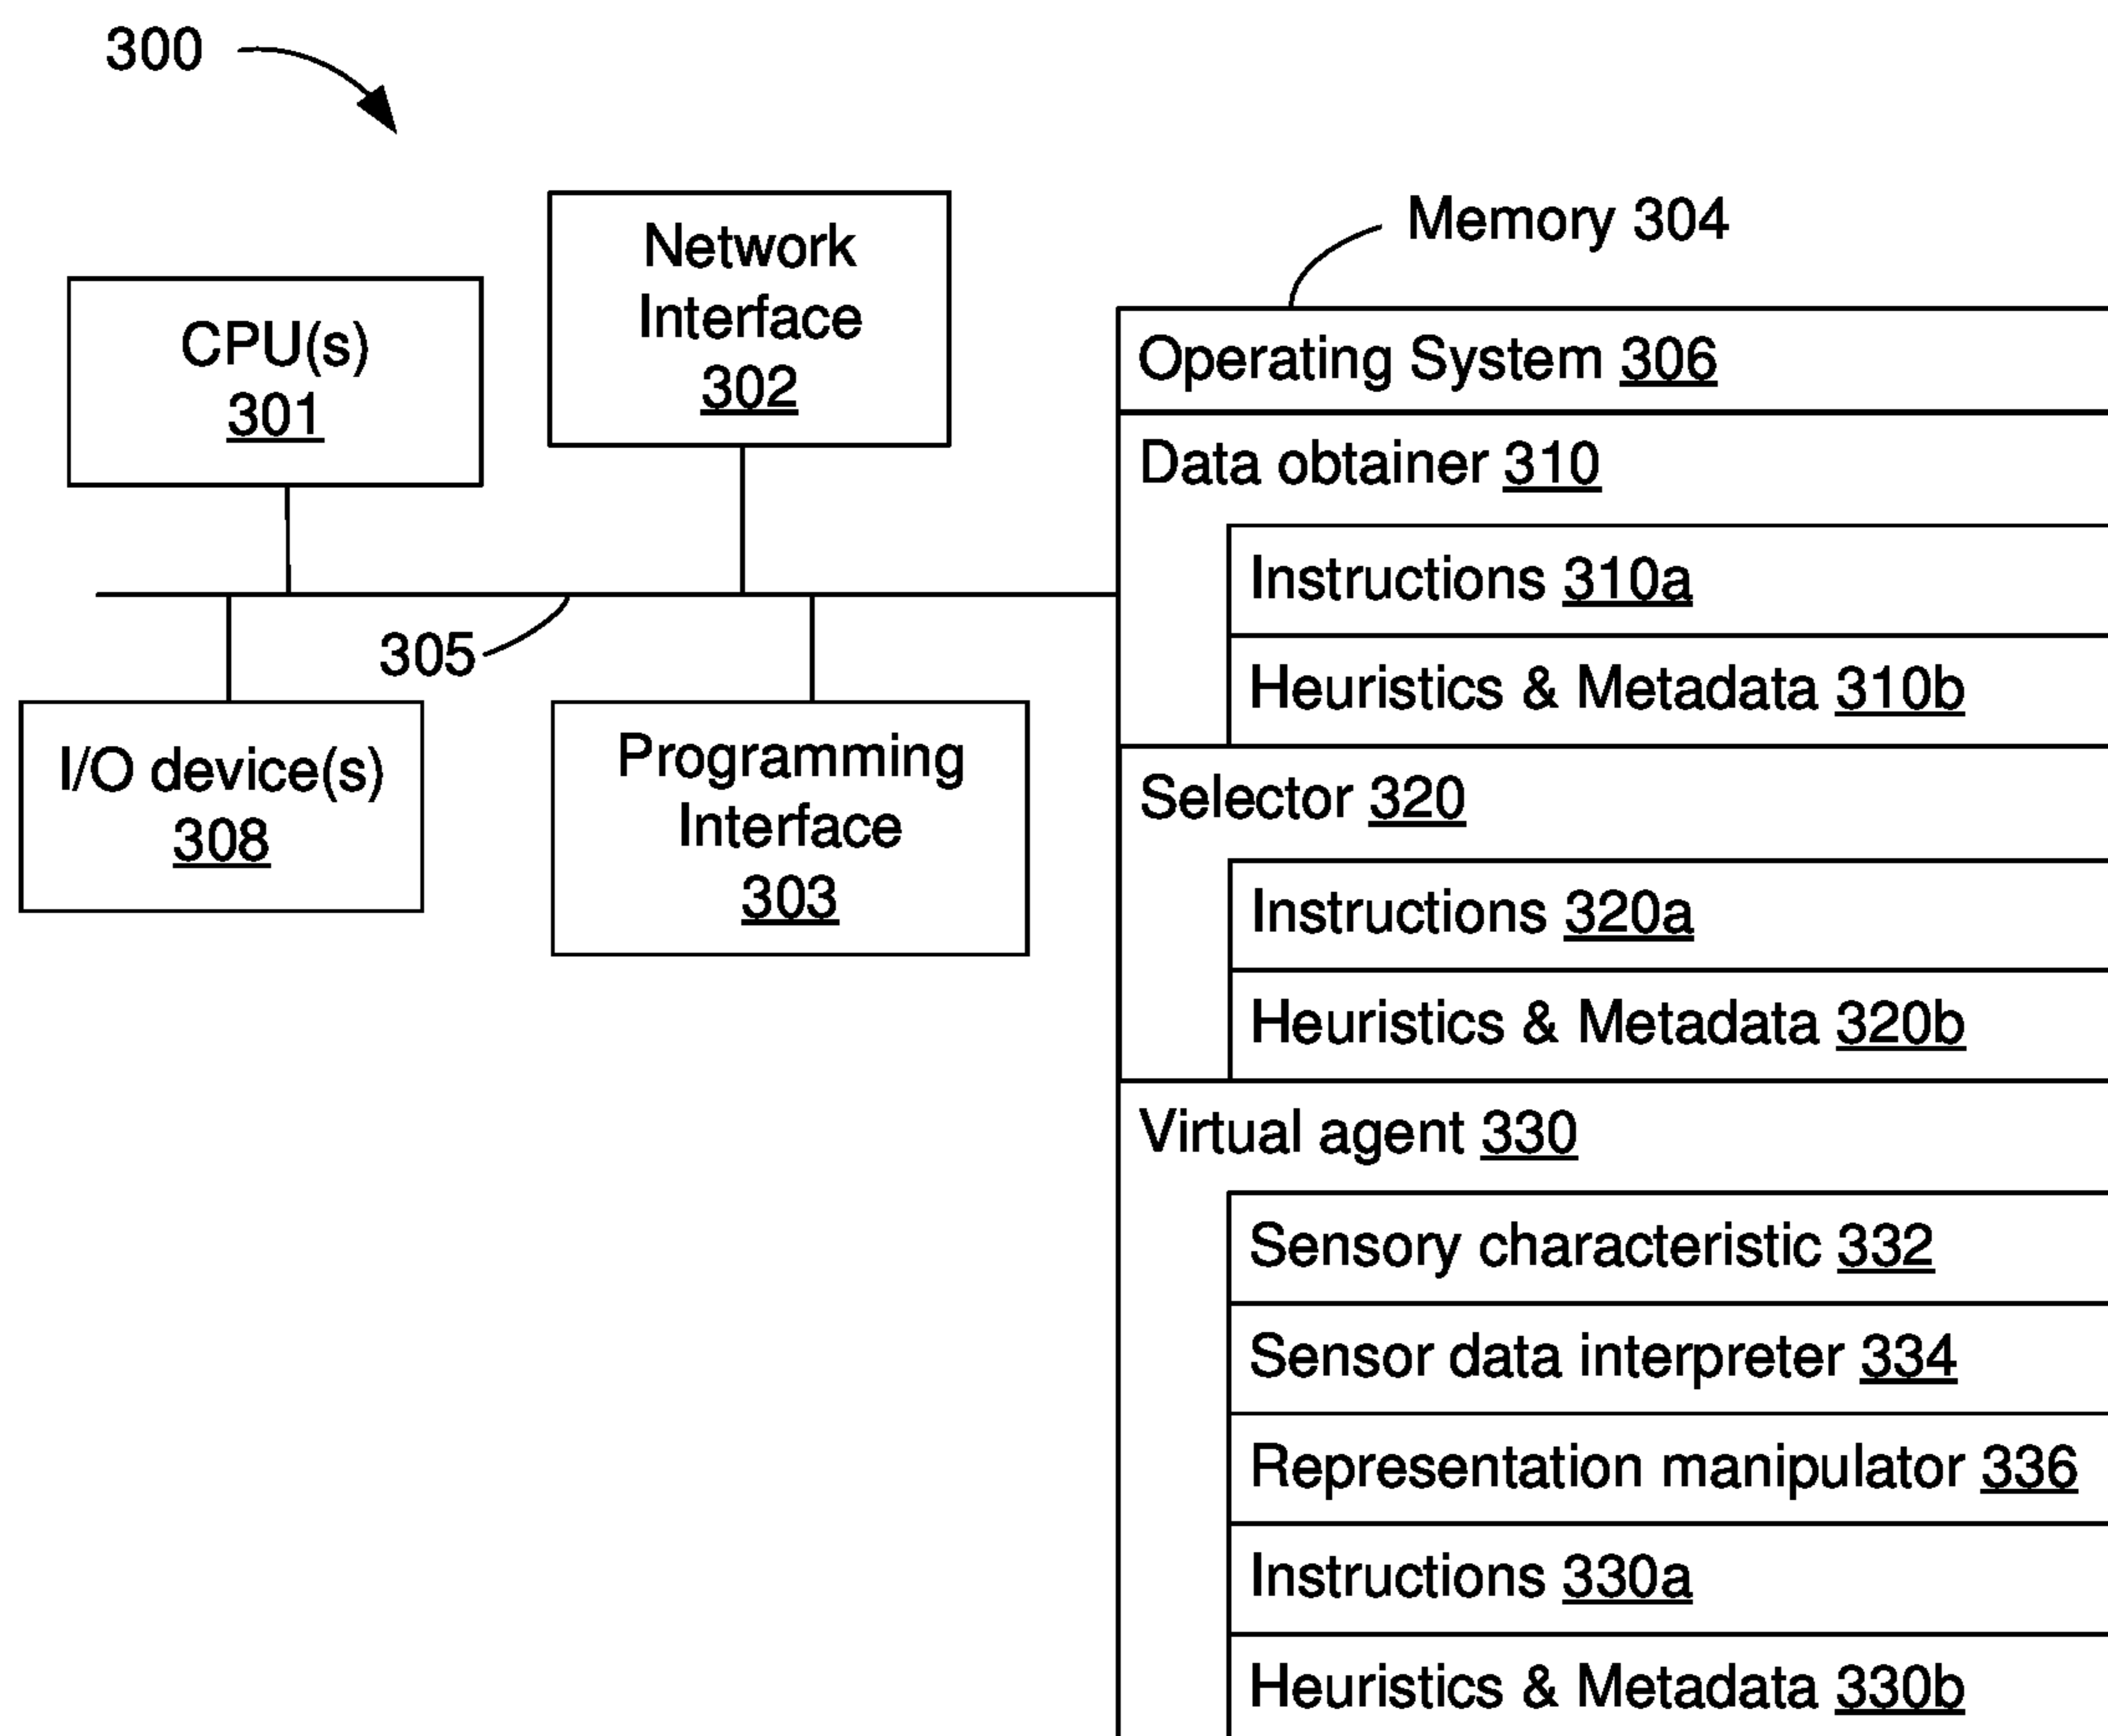 300
Network
Interface
302
Memory 304
CPU(s)
301
Operating System 306
Data obtainer 310
Instructions 310a
Heuristics & Metadata 310b
305
I/O device(s)
308
Programming
Interface
303
Selector 320
Instructions 320a
Heuristics & Metadata 320b
Virtual agent 330
Sensory characteristic 332
Sensor data interpreter 334
Representation manipulator 336
Instructions 330a
Heuristics & Metadata 330b